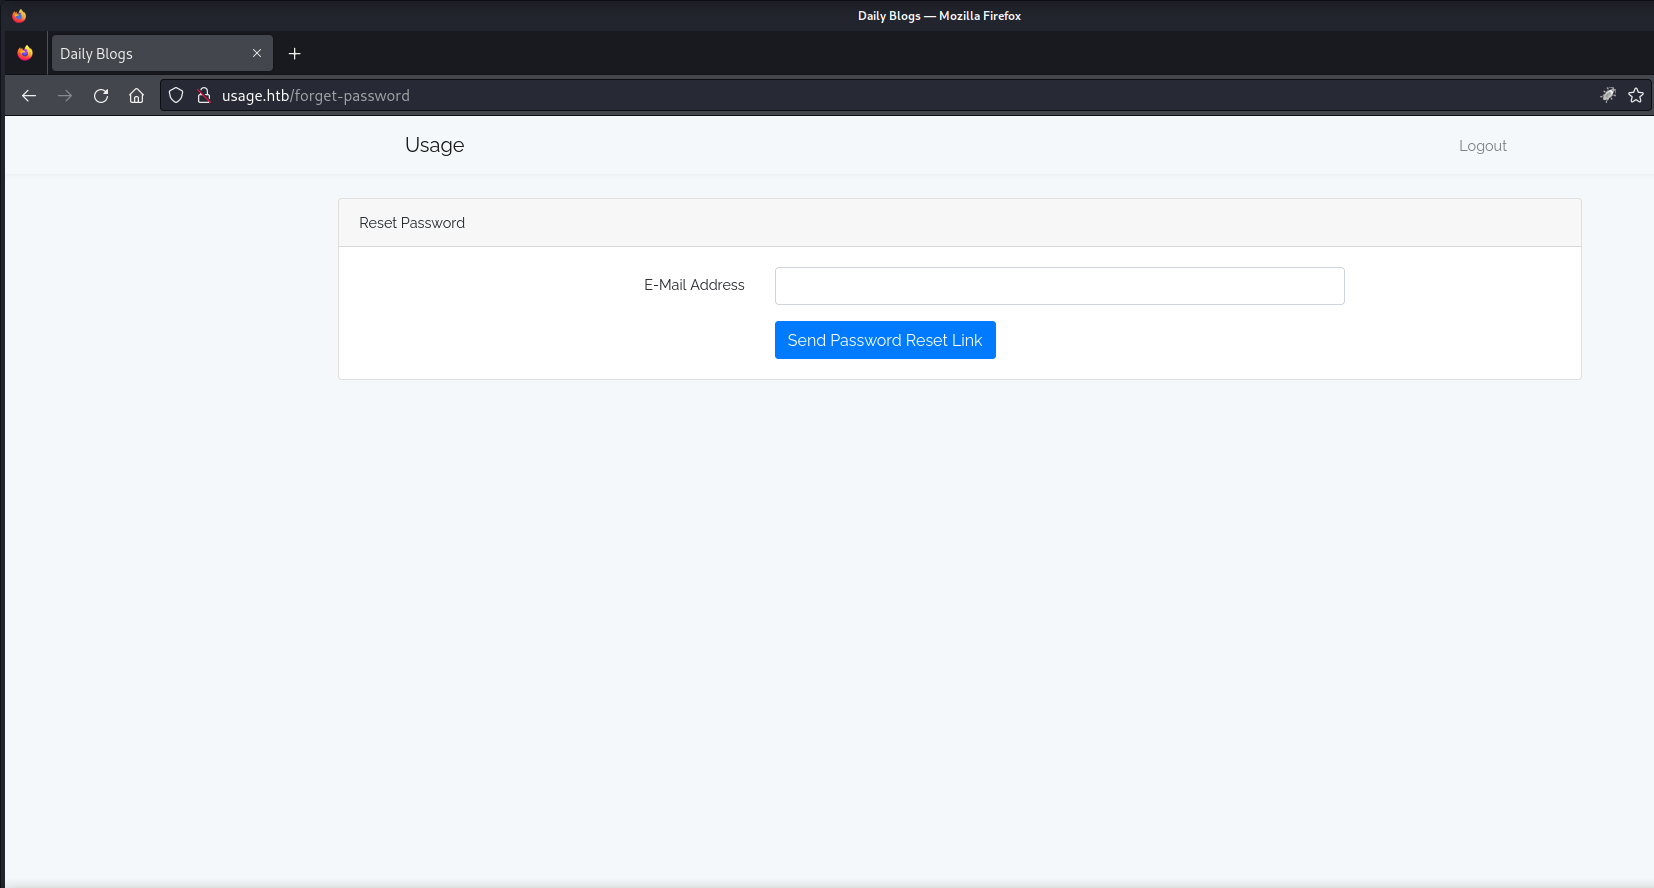 Daily Blogs — Mozilla Firefox
Daily Blogs
usage.htb/forget-password
Usage
Logout
Reset Password
E-Mail Address
Send Password Reset Link